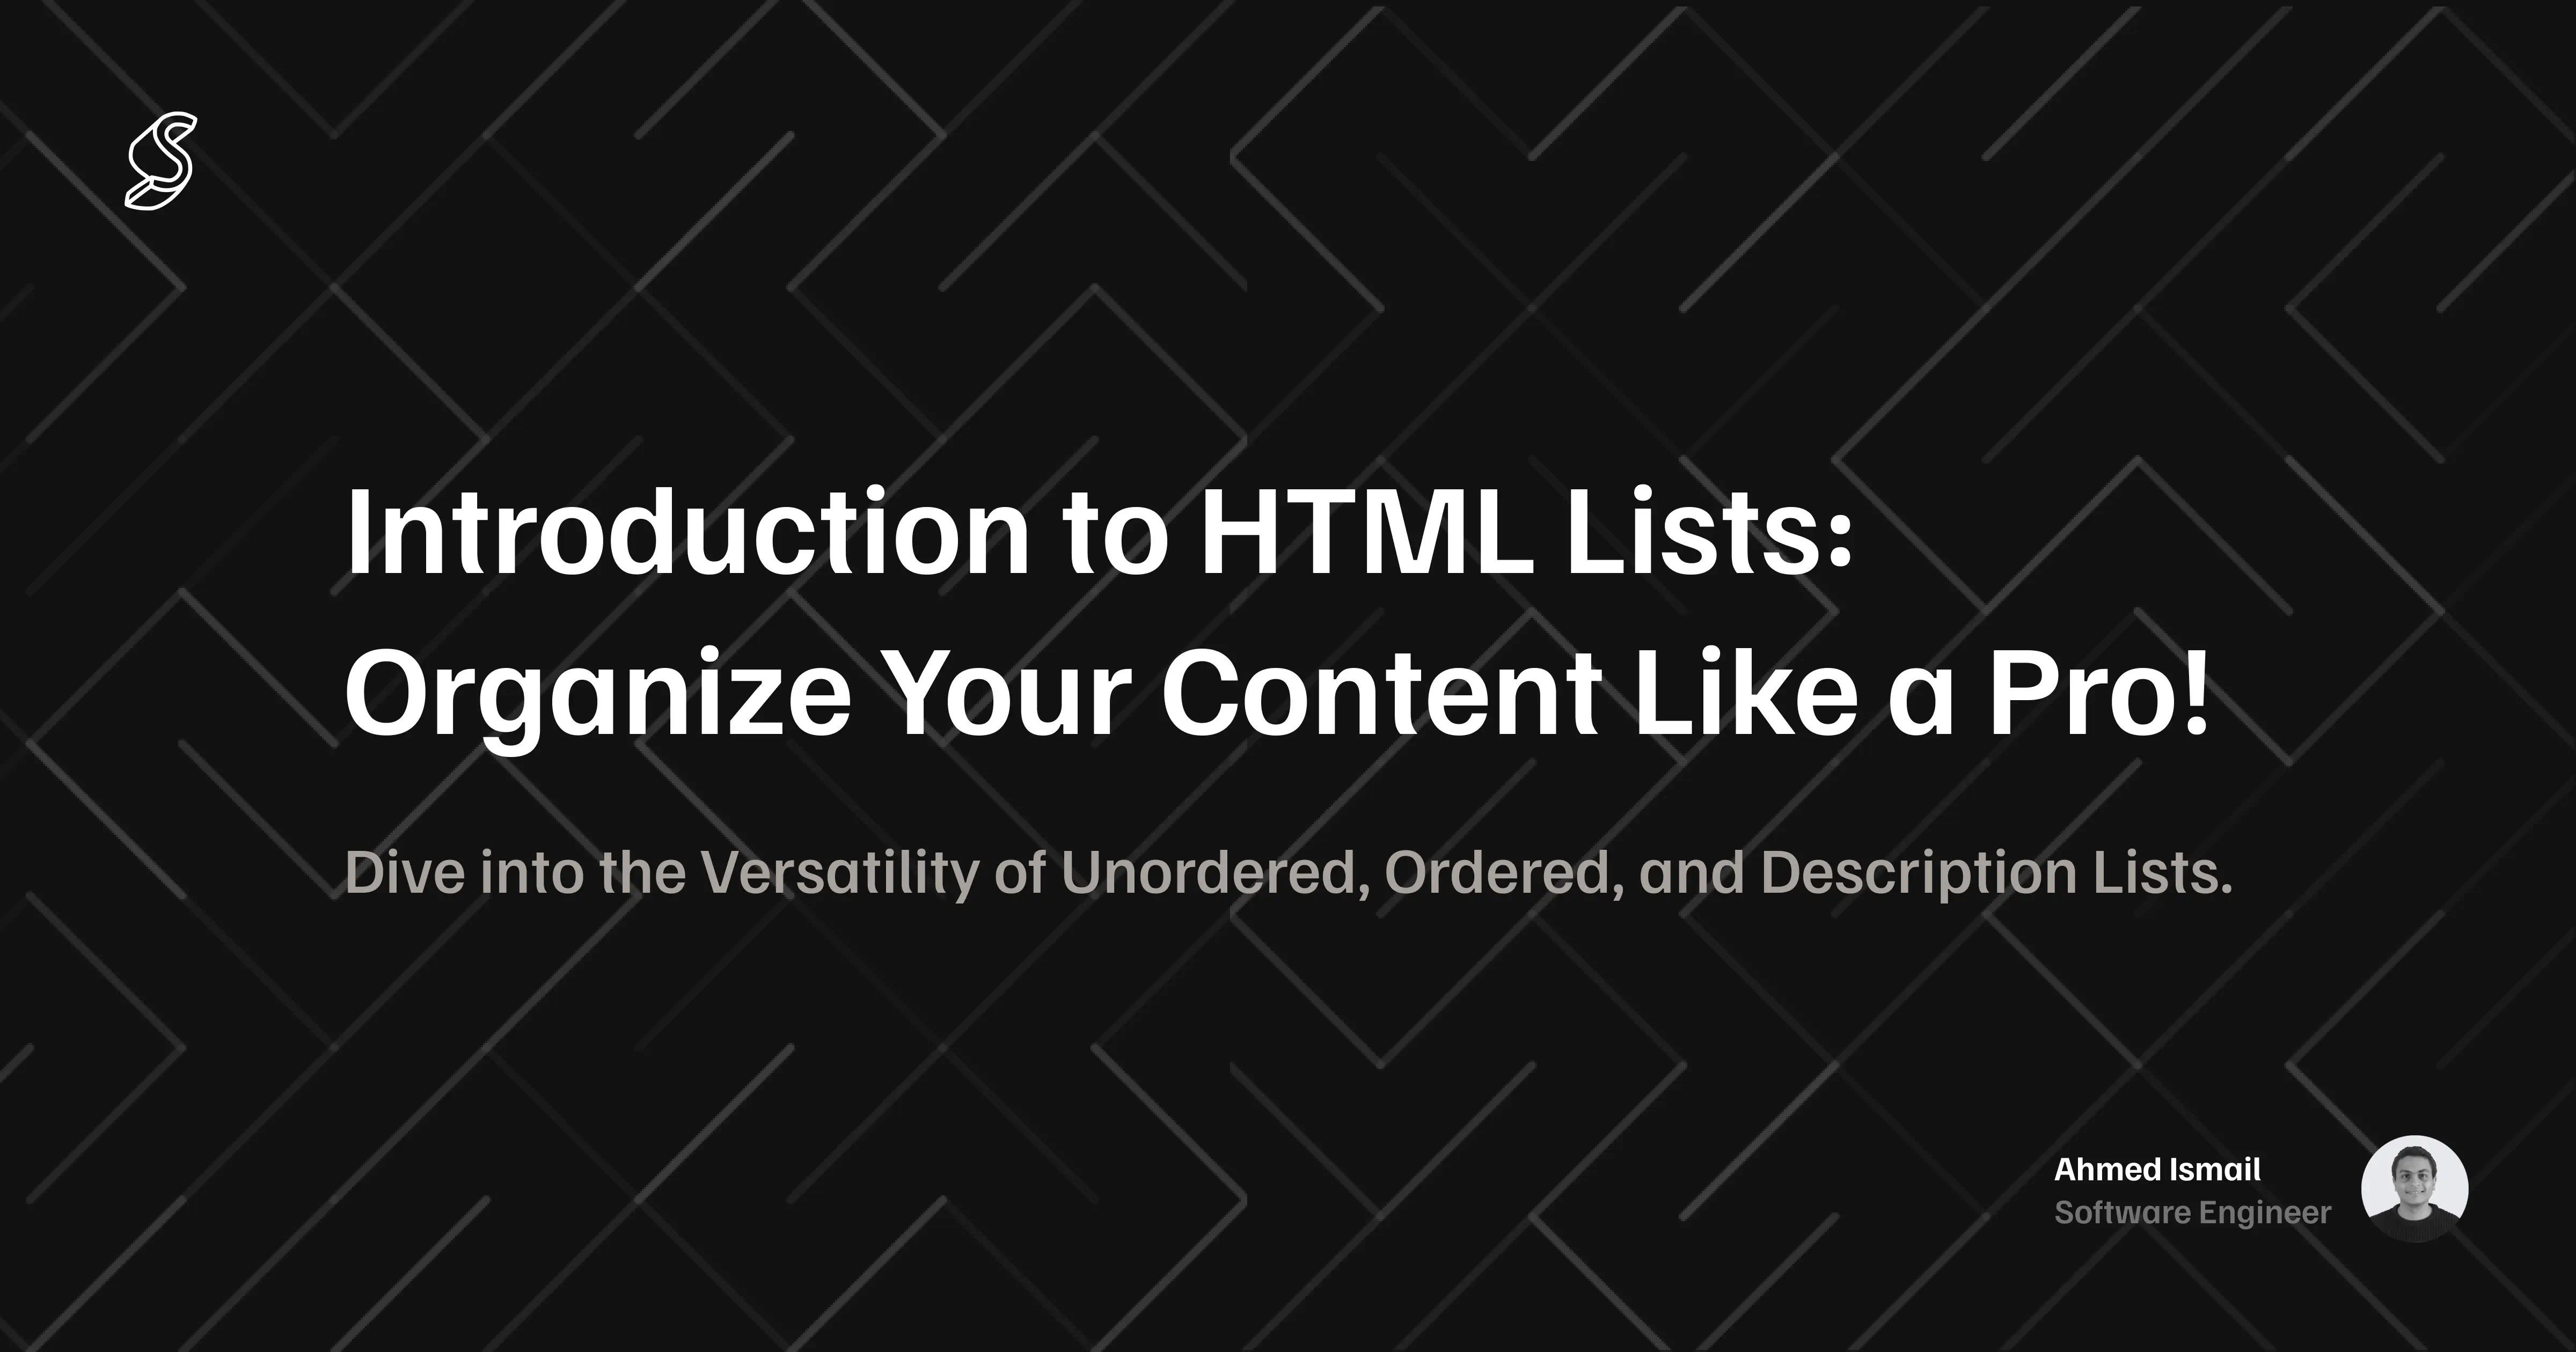 Introduction to HTML Lists:
Organize Your Content Like a Pro!
Dive into the Versatility of Unordered, Ordered, and Description Lists.
Ahmed Ismail
Software Engineer